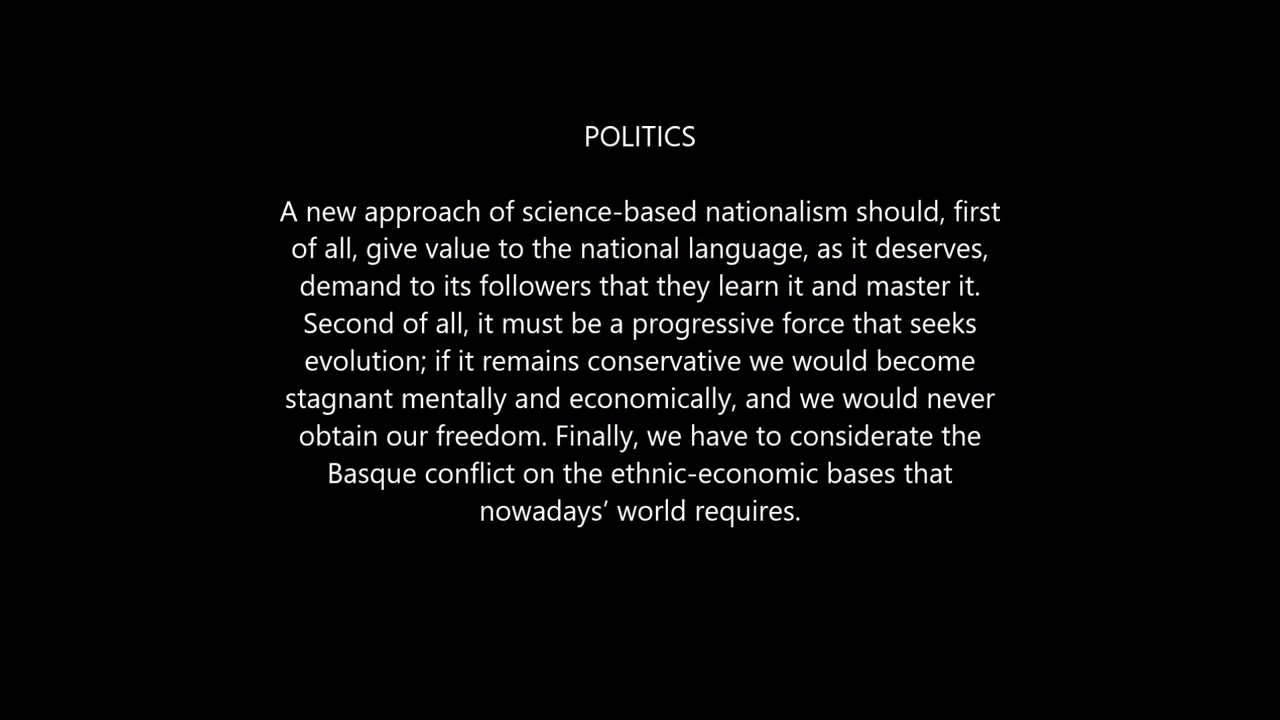 POLITICS
A new approach of science-based nationalism should, first
of all, give value to the national language, as it deserves,
demand to its followers that they learn it and master it.
Second of all, it must be a progressive force that seeks
evolution; if it remains conservative we would become
stagnant mentally and economically, and we would never
obtain our freedom. Finally, we have to considerate the
Basque conflict on the ethnic-economic bases that
nowadays’ world requires.